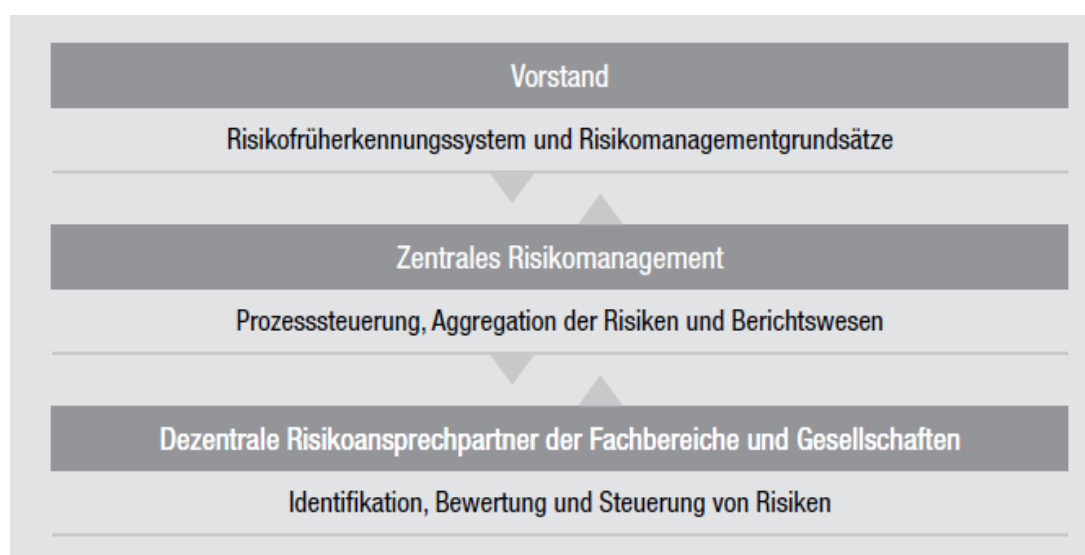 Vorstand
Risikofrüherkennungssystem und Risikomanagementgrundsätze
Zentrales Risikomanagement
Prozesssteuerung, Aggregation der Risiken und Berichtswesen
Dezentrale Risikoansprechpartner der Fachbereiche und Gesellschaften
Identifikation, Bewertung und Steuerung von Risiken